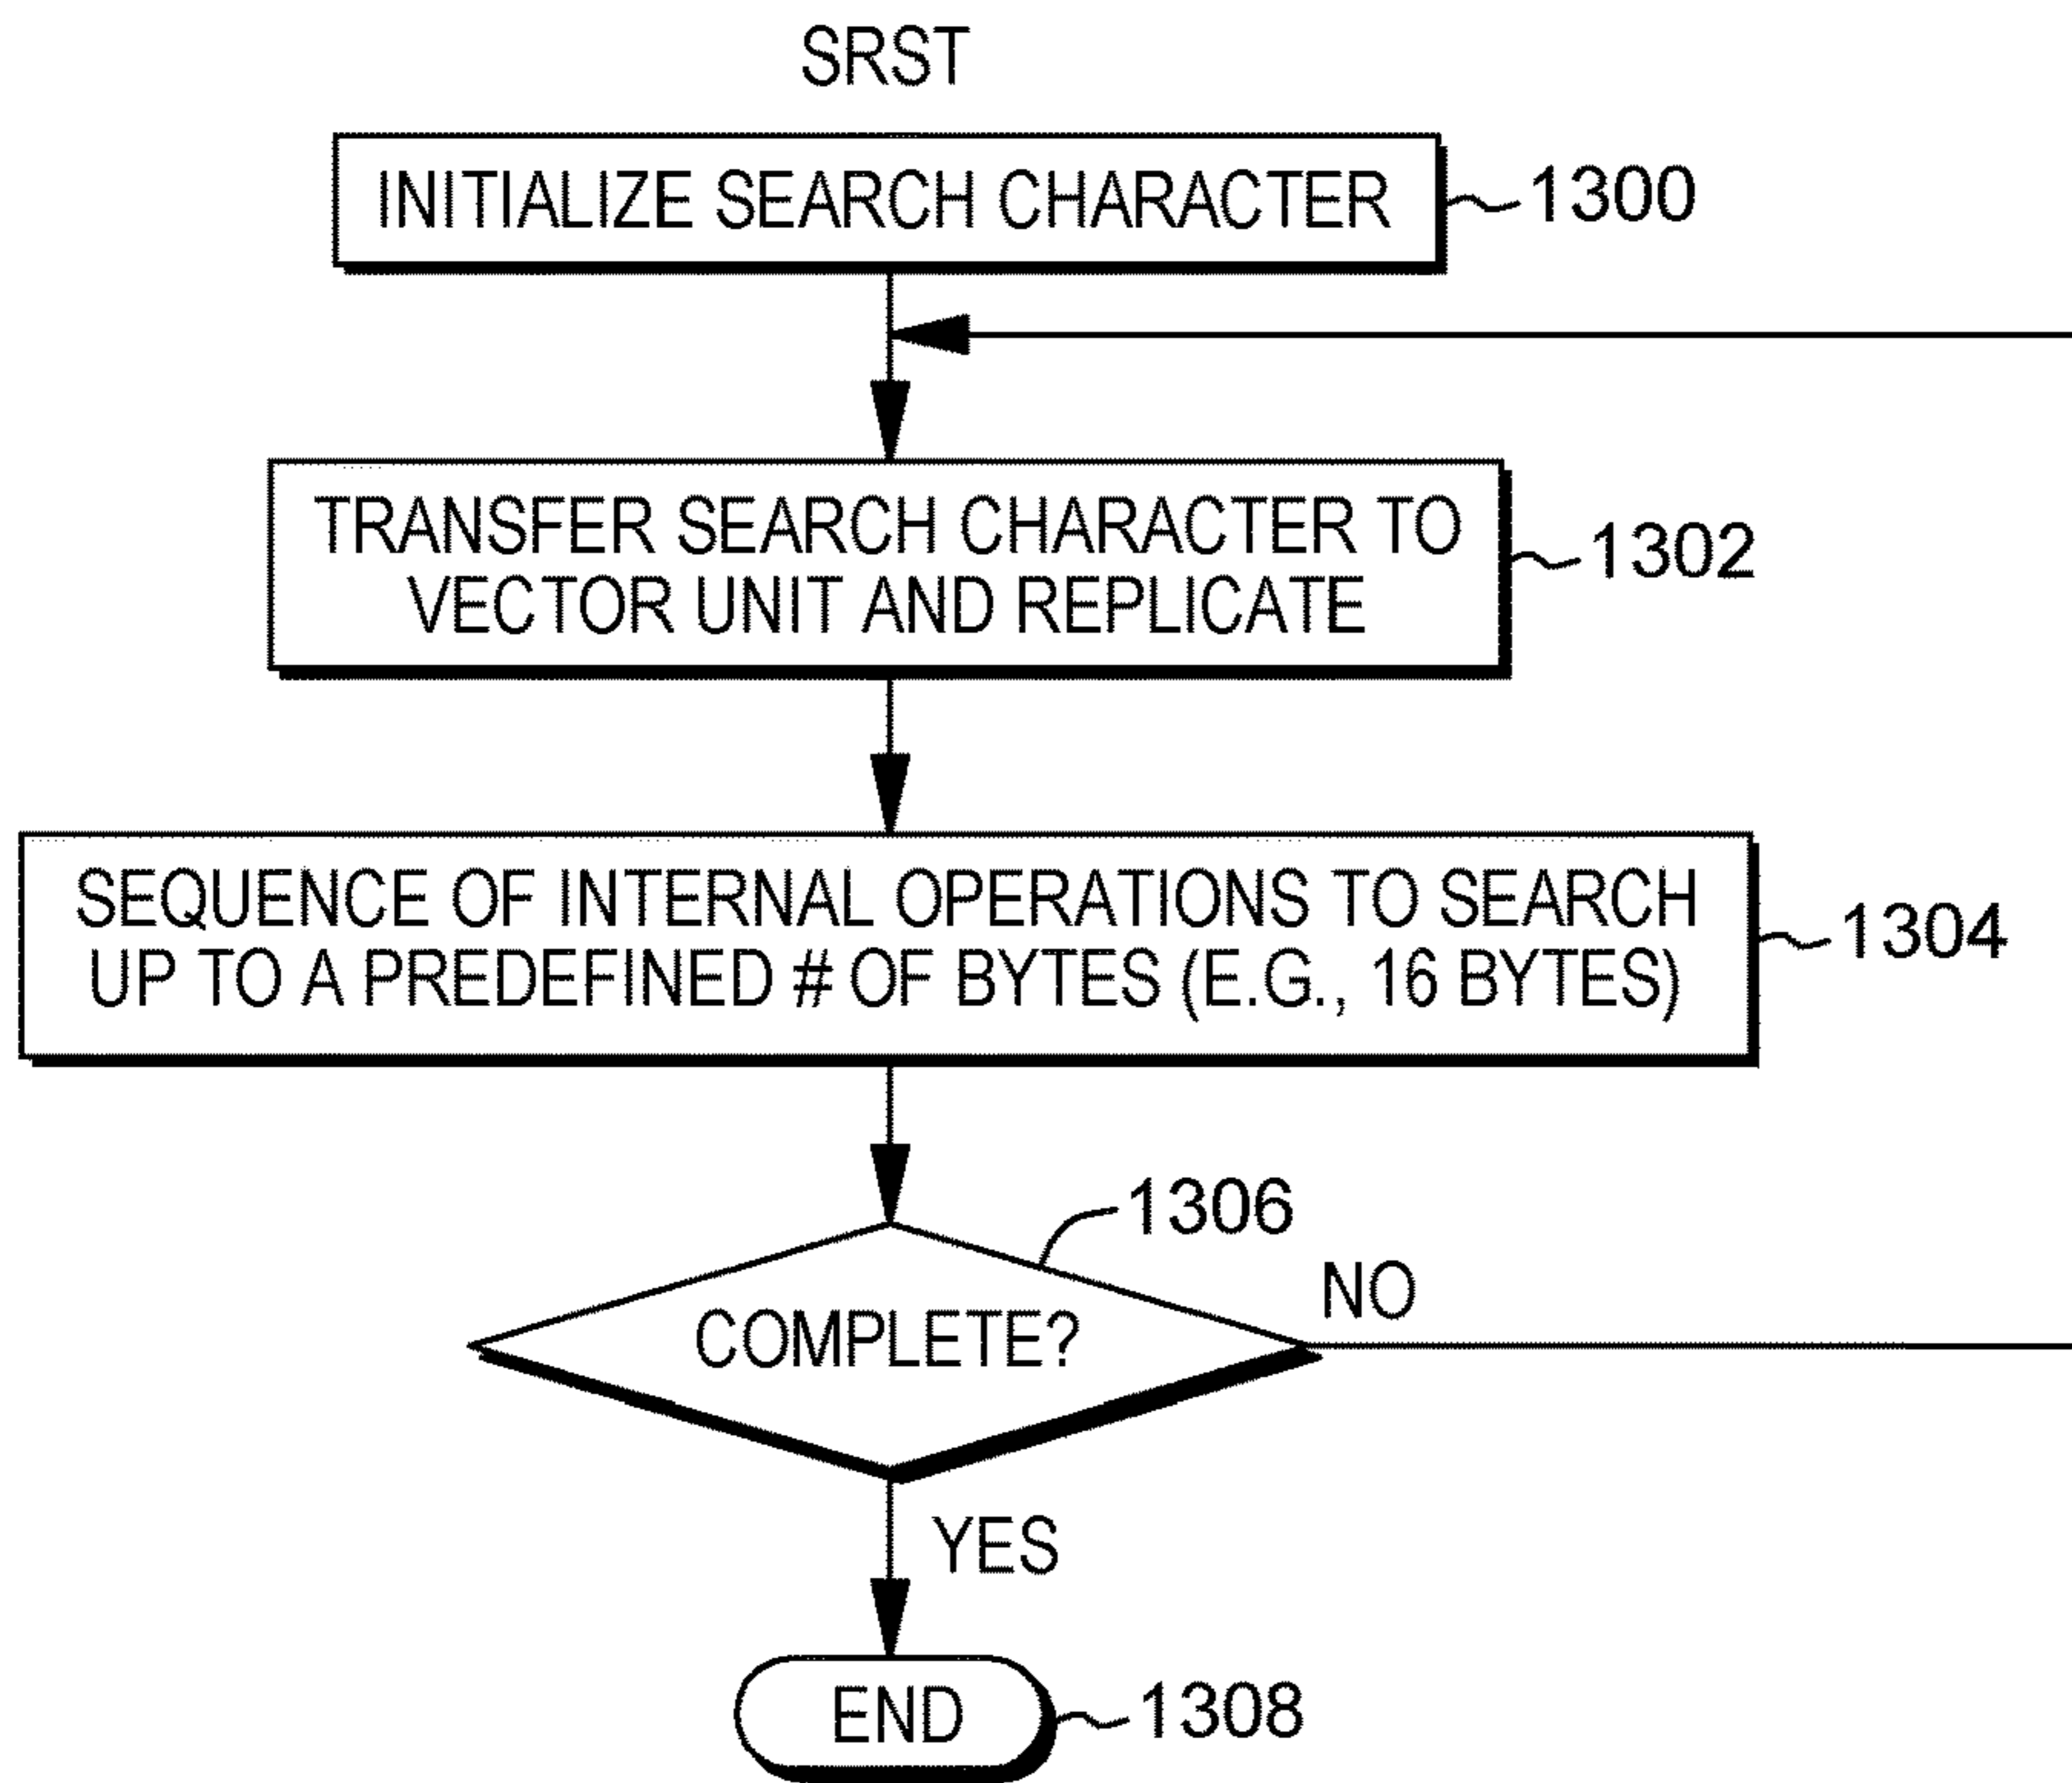 SRST
INITIALIZE SEARCH CHARACTER
1300
TRANSFER SEARCH CHARACTER TO
VECTOR UNIT AND REPLICATE
1302
SEQUENCE OF INTERNAL OPERATIONS TO SEARCH
UP TO A PREDEFINED # OF BYTES (E.G., 16 BYTES)
1304
1306
COMPLETE?
NO
YES
END
1308